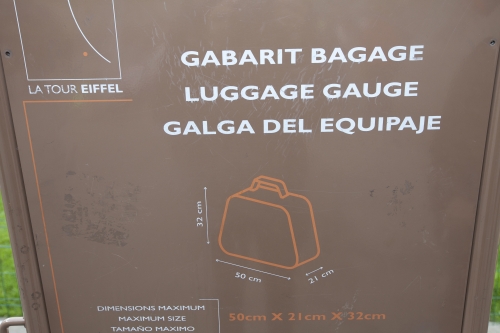 LA TOUR EIFFEL
GABARIT BAGAGE
LUGGAGE GAUGE
GALGA DEL EQUIPAJE
32 cm
50 cm
21 cm
DIMENSIONS MAXIMUM
MAXIMUM SIZE
TAMAÑO MAXIMO
50cm X 21cm X 32cm